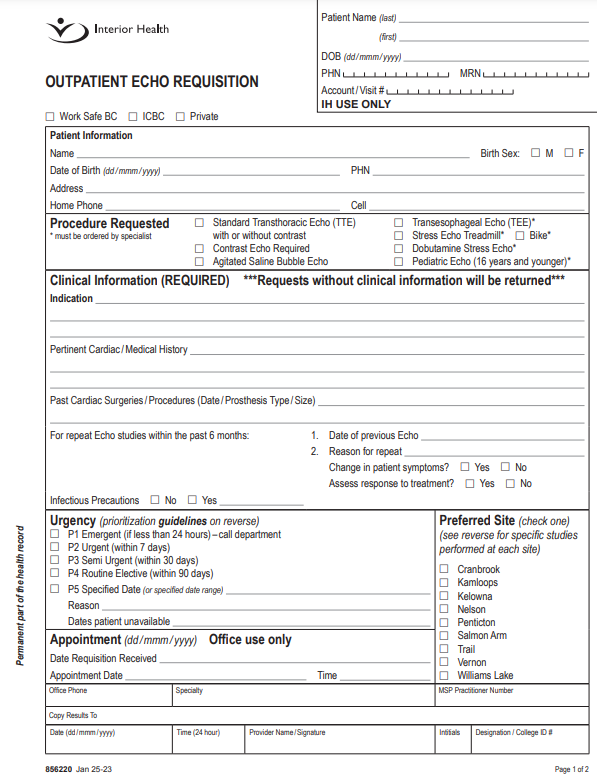 Interior Health
Patient Name (last)
(first)
DOB (dd/mmm/yyyy)
PHN MRN
Account/Visit #
IH USE ONLY
OUTPATIENT ECHO REQUISITION
☐ Work Safe BC ☐ ICBC ☐ Private
Patient Information
Name Birth Sex: ☐ M ☐ F
Date of Birth (dd/mmm/yyyy) PHN
Address
Home Phone Cell
Procedure Requested
* must be ordered by specialist
☐ Standard Transthoracic Echo (TTE)
with or without contrast
☐ Contrast Echo Required
☐ Agitated Saline Bubble Echo
☐ Transesophageal Echo (TEE)*
☐ Stress Echo Treadmill* ☐ Bike*
☐ Dobutamine Stress Echo*
☐ Pediatric Echo (16 years and younger)*
Clinical Information (REQUIRED) ***Requests without clinical information will be returned***
Indication
Pertinent Cardiac/Medical History
Past Cardiac Surgeries/Procedures (Date/Prosthesis Type/Size)
For repeat Echo studies within the past 6 months:
1. Date of previous Echo
2. Reason for repeat
Change in patient symptoms? ☐ Yes ☐ No
Assess response to treatment? ☐ Yes ☐ No
Infectious Precautions ☐ No ☐ Yes
Urgency (prioritization guidelines on reverse)
☐ P1 Emergent (if less than 24 hours) – call department
☐ P2 Urgent (within 7 days)
☐ P3 Semi Urgent (within 30 days)
☐ P4 Routine Elective (within 90 days)
☐ P5 Specified Date (or specified date range)
Reason
Dates patient unavailable
Preferred Site (check one)
(see reverse for specific studies
performed at each site)
☐ Cranbrook
☐ Kamloops
☐ Kelowna
☐ Nelson
☐ Penticton
☐ Salmon Arm
☐ Trail
☐ Vernon
☐ Williams Lake
Appointment (dd/mmm/yyyy) Office use only
Date Requisition Received
Appointment Date Time
Office Phone Specialty MSP Practitioner Number
Copy Results To
Date (dd/mmm/yyyy) Time (24 hour) Provider Name/Signature Initials Designation / College ID #
Permanent part of the health record
856220 Jan 25-23 Page 1 of 2